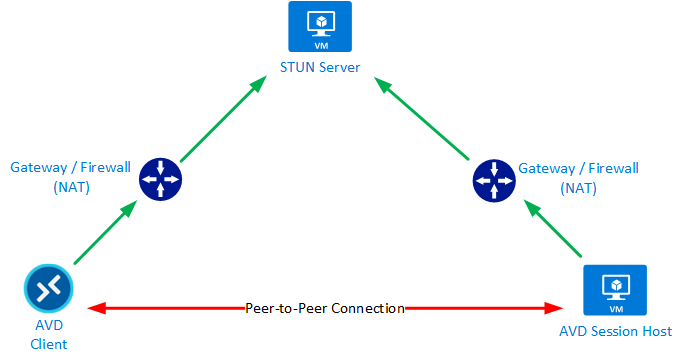 VM
STUN Server
Gateway / Firewall
(NAT)
Gateway / Firewall
(NAT)
Peer-to-Peer Connection
VM
AVD
Client
AVD Session Host